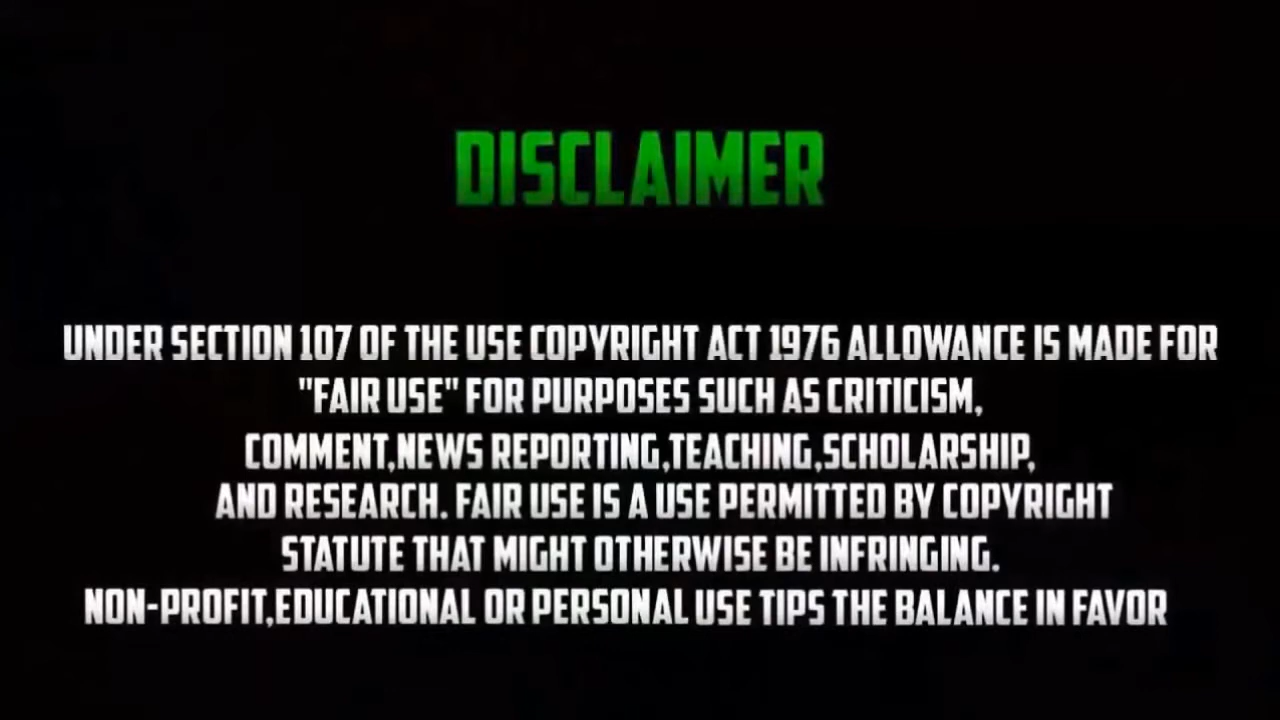 DISCLAIMER
UNDER SECTION 107 OF THE USE COPYRIGHT ACT 1976 ALLOWANCE IS MADE FOR
"FAIR USE" FOR PURPOSES SUCH AS CRITICISM,
COMMENT,NEWS REPORTING,TEACHING,SCHOLARSHIP,
AND RESEARCH. FAIR USE IS A USE PERMITTED BY COPYRIGHT
STATUTE THAT MIGHT OTHERWISE BE INFRINGING.
NON-PROFIT,EDUCATIONAL OR PERSONAL USE TIPS THE BALANCE IN FAVOR